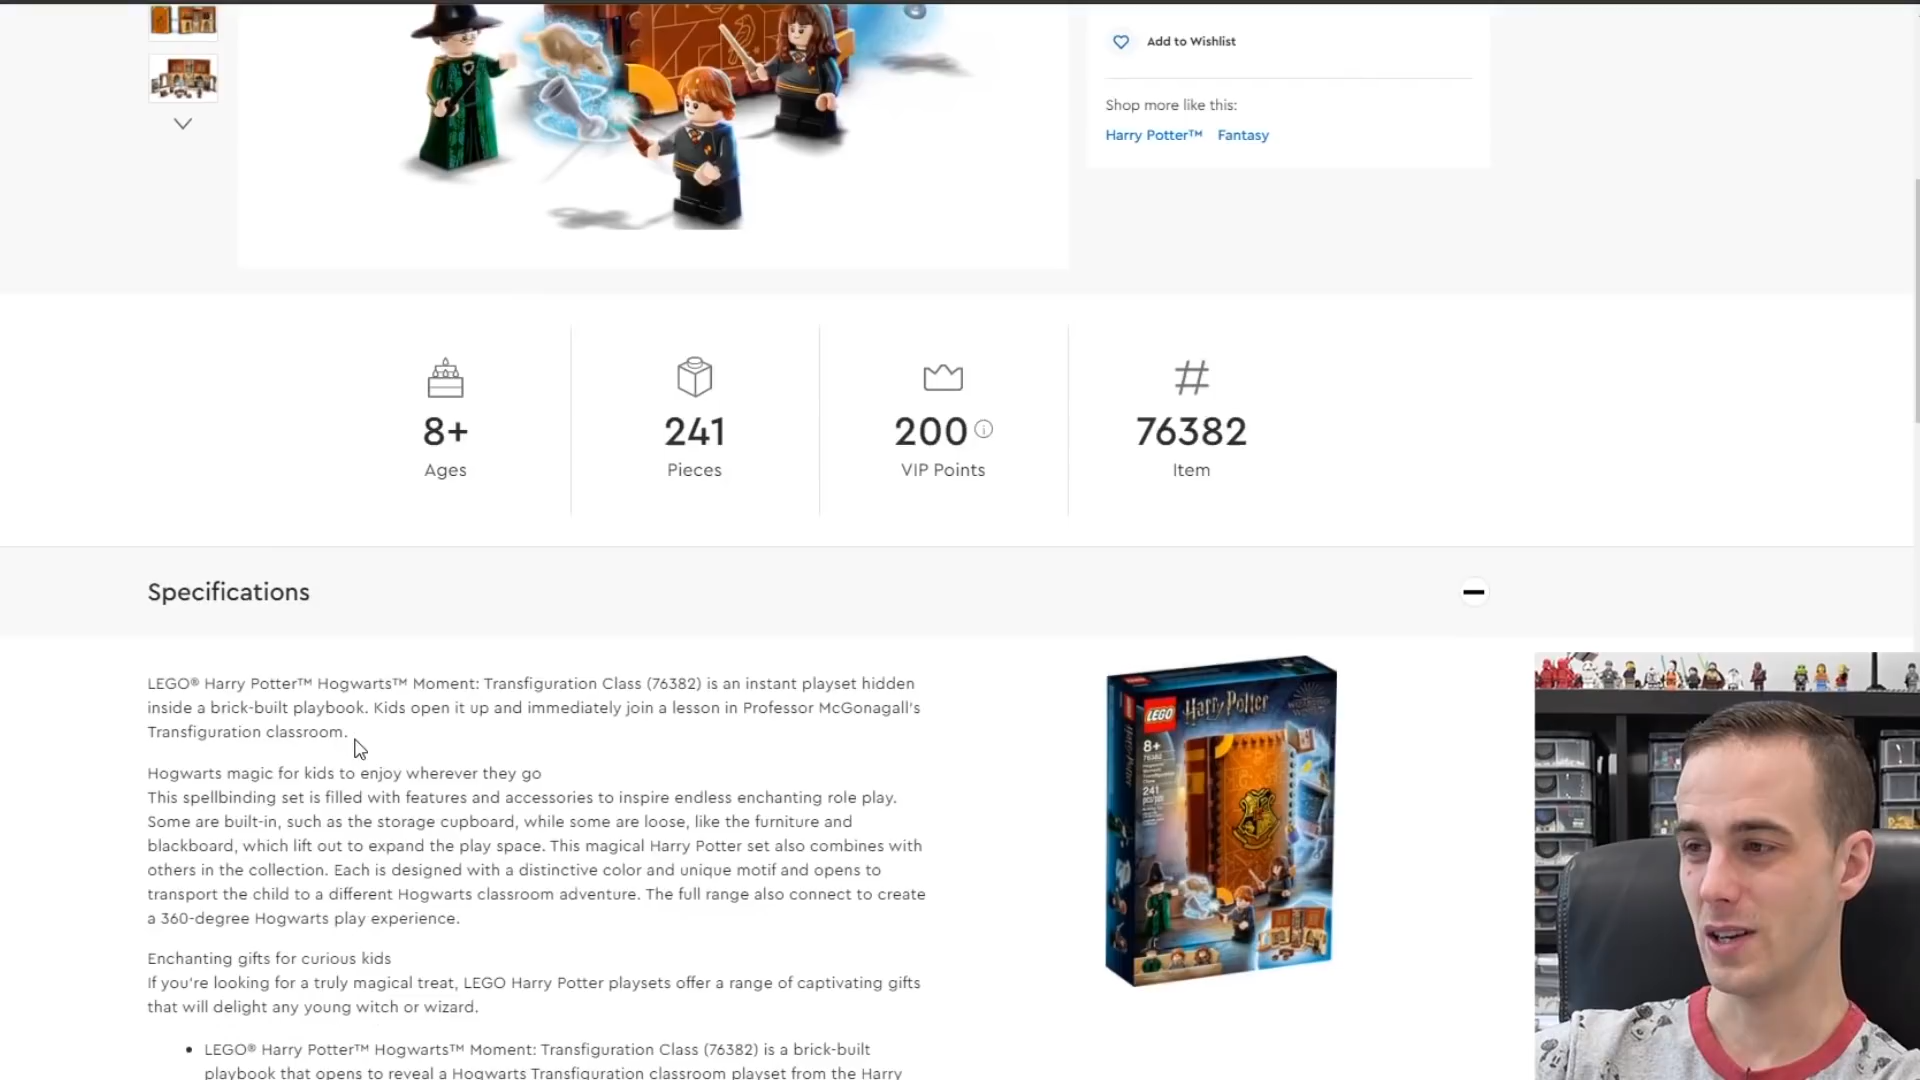 Add to Wishlist
Shop more like this:
Harry Potter™ Fantasy
8+
Ages
241
Pieces
200
VIP Points
#
76382
Item
Specifications
LEGO® Harry Potter™ Hogwarts™ Moment: Transfiguration Class (76382) is an instant playset hidden
inside a brick-built playbook. Kids open it up and immediately join a lesson in Professor McGonagall's
Transfiguration classroom.
Hogwarts magic for kids to enjoy wherever they go
This spellbinding set is filled with features and accessories to inspire endless enchanting role play.
Some are built-in, such as the storage cupboard, while some are loose, like the furniture and
blackboard, which lift out to expand the play space. This magical Harry Potter set also combines with
others in the collection. Each is designed with a distinctive color and unique motif and opens to
transport the child to a different Hogwarts classroom adventure. The full range also connect to create
a 360-degree Hogwarts play experience.
Enchanting gifts for curious kids
If you're looking for a truly magical treat, LEGO Harry Potter playsets offer a range of captivating gifts
that will delight any young witch or wizard.
• LEGO® Harry Potter™ Hogwarts™ Moment: Transfiguration Class (76382) is a brick-built
playbook that opens to reveal a Hogwarts Transfiguration classroom playset from the Harry
LEGO
Harry Potter
8+
76382
241